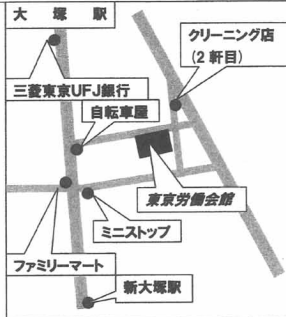 大塚駅
クリーニング店
(2軒目)
三菱東京UFJ銀行
自転車屋
東京労働会館
ミニストップ
ファミリーマート
新大塚駅